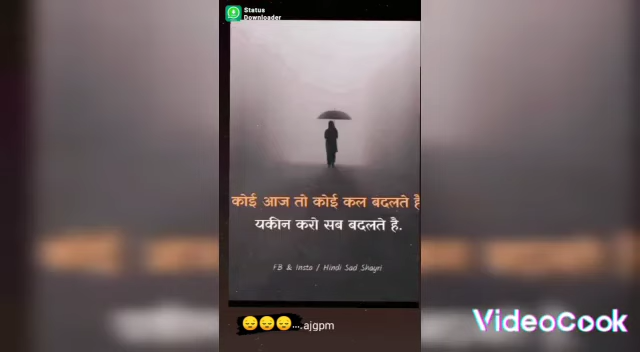 Status
Downloader
कोई आज तो कोई कल बदलते है
यकीन करो सब बदलते है.
FB & Insta / Hindi Sad Shayri
😔😔😔... ajgpm
VideoCook